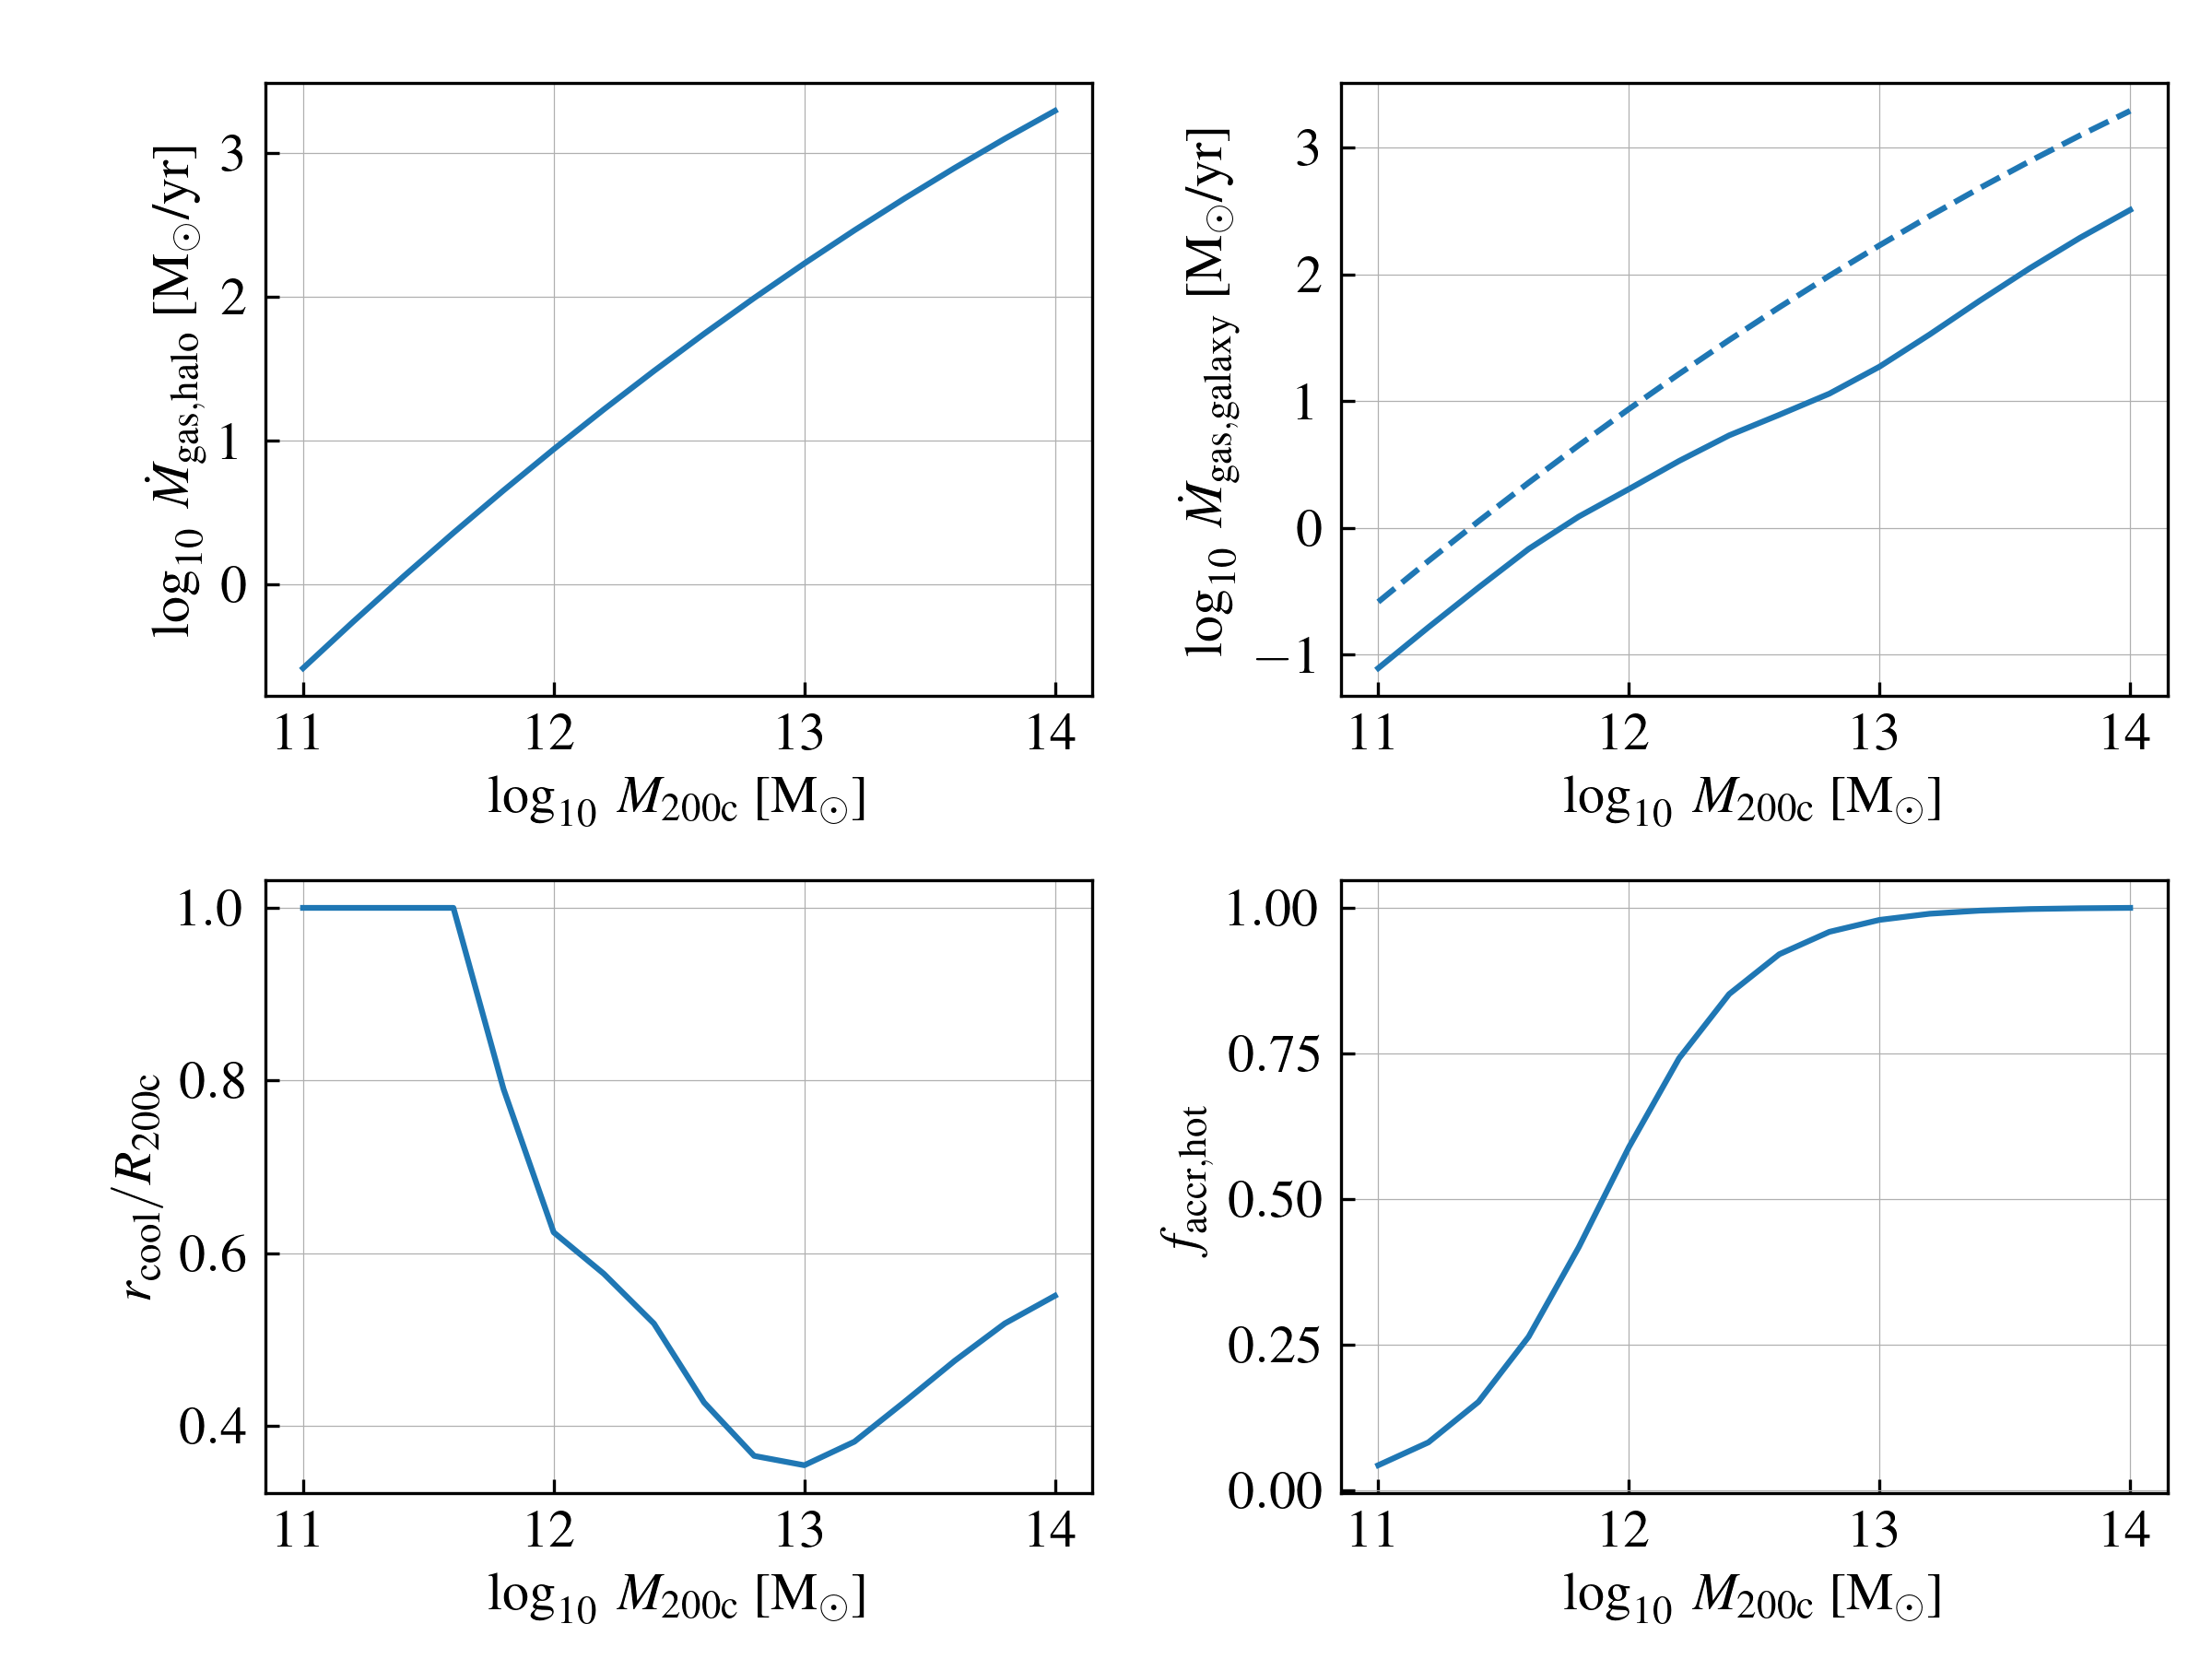 log₁₀ Ṁgas,halo [M☉/yr]
3
2
1
0
11 12 13 14
log₁₀ M₂₀₀c [M☉]
log₁₀ Ṁgas,galaxy [M☉/yr]
3
2
1
0
−1
11 12 13 14
log₁₀ M₂₀₀c [M☉]
rcool/R₂₀₀c
1.0
0.8
0.6
0.4
11 12 13 14
log₁₀ M₂₀₀c [M☉]
faccr,hot
1.00
0.75
0.50
0.25
0.00
11 12 13 14
log₁₀ M₂₀₀c [M☉]